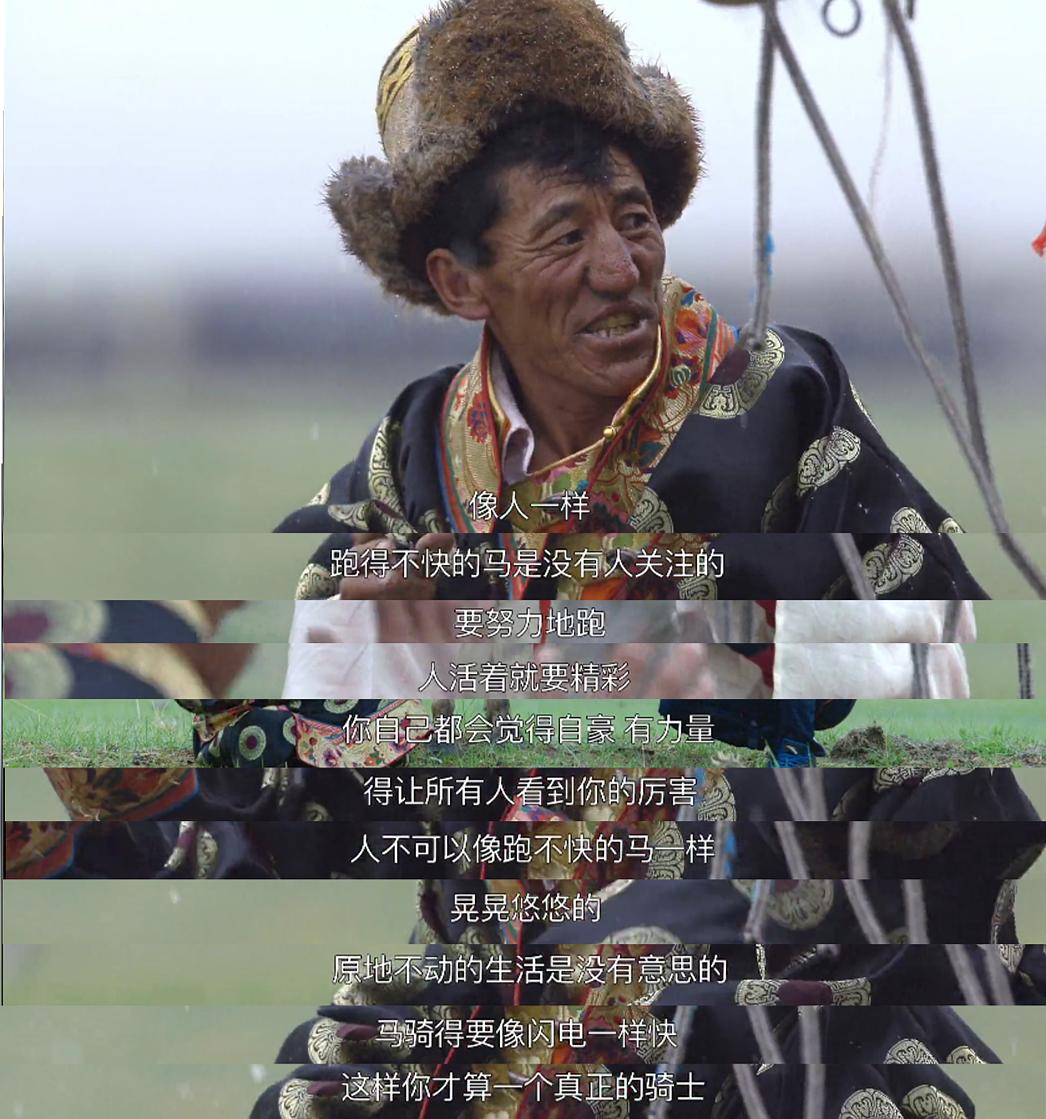 像人一样
跑得不快的马是没有人关注的
要努力地跑
人活着就要精彩
你自己都会觉得自豪 有力量
得让所有人看到你的厉害
人不可以像跑不快的马一样
晃晃悠悠的
原地不动的生活是没有意思的
马骑得要像闪电一样快
这样你才算一个真正的骑士